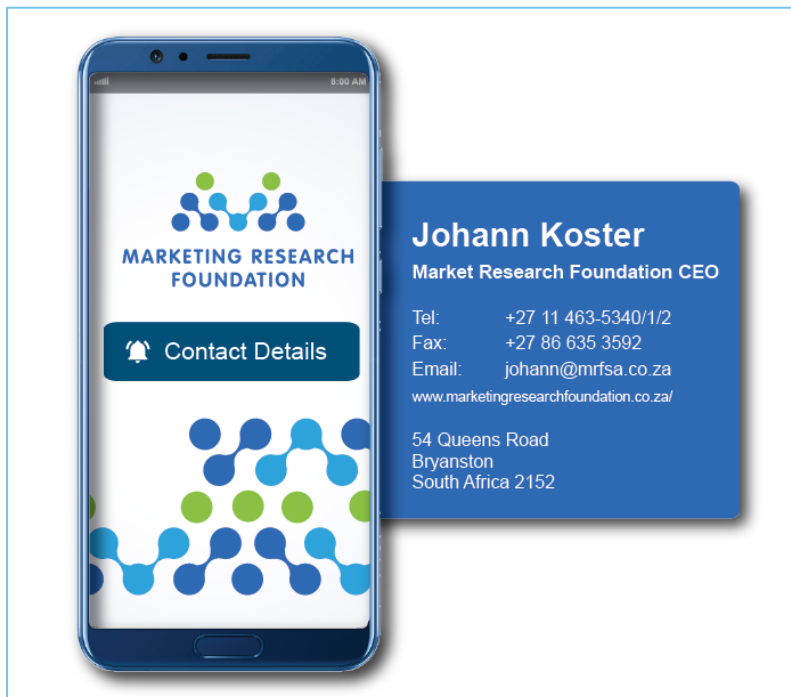 8:00 AM
MARKETING RESEARCH
FOUNDATION
Contact Details
Johann Koster
Market Research Foundation CEO
Tel: +27 11 463-5340/1/2
Fax: +27 86 635 3592
Email: johann@mrfsa.co.za
www.marketingresearchfoundation.co.za/
54 Queens Road
Bryanston
South Africa 2152